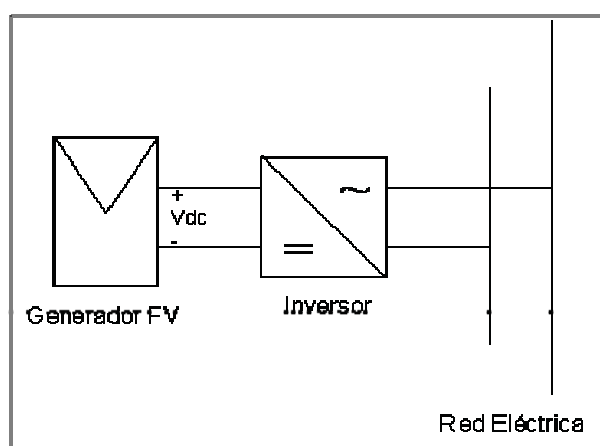 +
Vdc
-
~
=
Generador FV
Inversor
Red Eléctrica